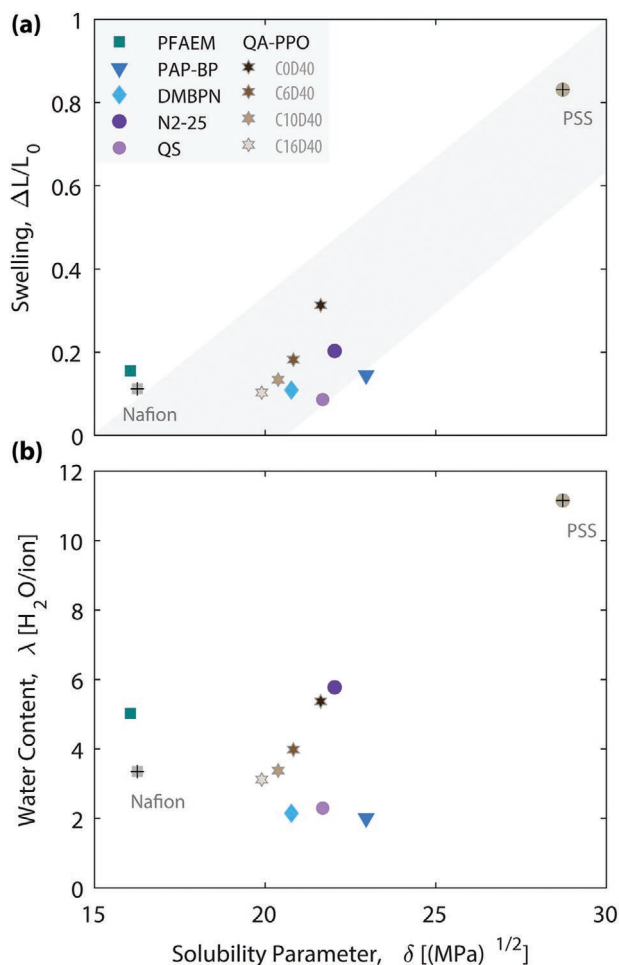 (a)
1
0.8
0.6
0.4
0.2
0
Swelling, ΔL/L0
PFAEM
PAP-BP
DMBPN
N2-25
QS
QA-PPO
C0D40
C6D40
C10D40
C16D40
PSS
Nafion
(b)
12
10
8
6
4
2
0
Water Content, λ [H2O/ion]
PSS
Nafion
15
20
25
30
Solubility Parameter, δ [(MPa) 1/2]